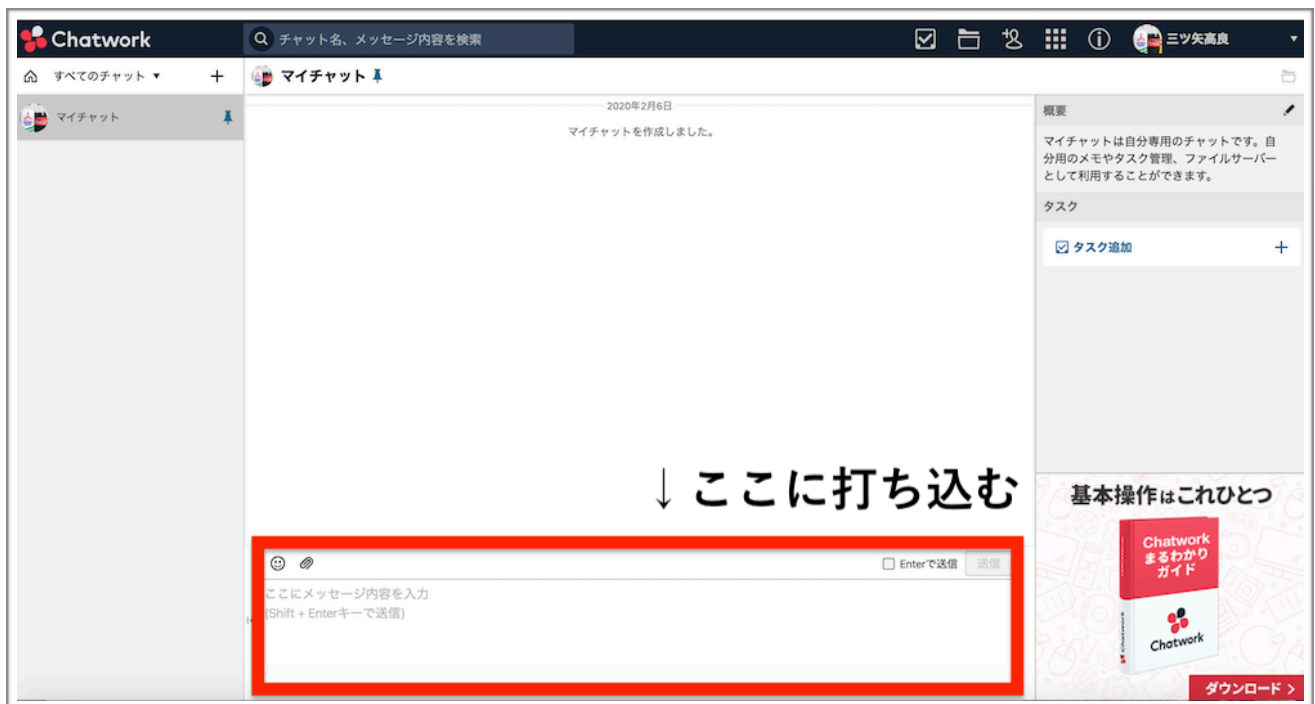 Chatwork
チャット名、メッセージ内容を検索
三ツ矢高良
すべてのチャット
マイチャット
マイチャット
2020年2月6日
マイチャットを作成しました。
概要
マイチャットは自分専用のチャットです。自
分用のメモやタスク管理、ファイルサーバー
として利用することができます。
タスク
タスク追加
↓ここに打ち込む
Enterで送信
送信
ここにメッセージ内容を入力
(Shift + Enterキーで送信)
基本操作はこれひとつ
Chatwork
まるわかり
ガイド
Chatwork
Chatwork
ダウンロード >